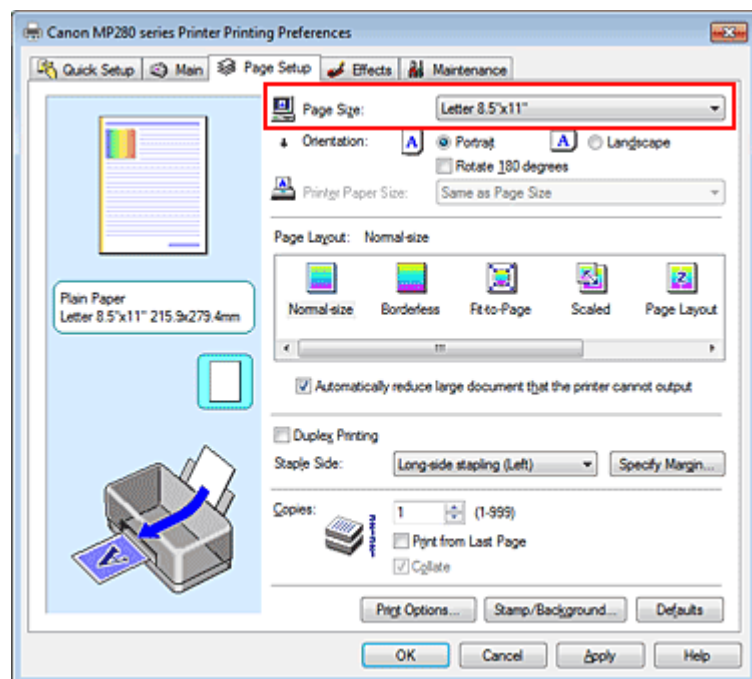 Canon MP280 series Printer Printing Preferences
Quick Setup Main Page Setup Effects Maintenance
Page Size: Letter 8.5"x11"
Orientation: A Portrait A Landscape
Rotate 180 degrees
Printer Paper Size: Same as Page Size
Page Layout: Normal-size
Normal-size Borderless Fit-to-Page Scaled Page Layout
Plain Paper
Letter 8.5"x11" 215.9x279.4mm
Automatically reduce large document that the printer cannot output
Duplex Printing
Staple Side: Long-side stapling (Left) Specify Margin...
Copies: 1 (1-999)
Print from Last Page
Collate
Print Options... Stamp/Background... Defaults
OK Cancel Apply Help